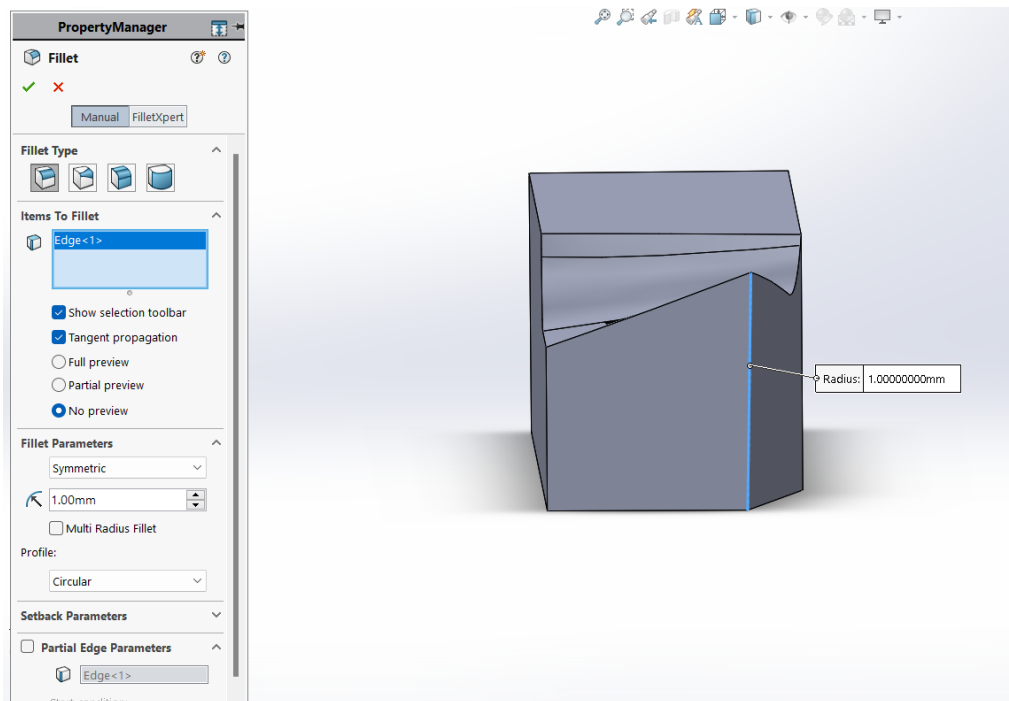 PropertyManager
Fillet
Manual FilletXpert
Fillet Type
Items To Fillet
Edge<1>
Show selection toolbar
Tangent propagation
Full preview
Partial preview
No preview
Fillet Parameters
Symmetric
1.00mm
Multi Radius Fillet
Profile:
Circular
Setback Parameters
Partial Edge Parameters
Edge<1>
Radius: 1.00000000mm